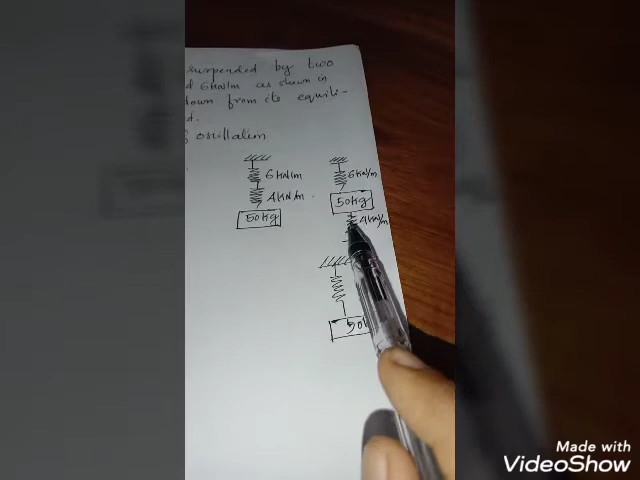 suspended by two
d 6kN/m as shown in
down from its equili-
d.
g oscillation
6kN/m
4kN/m
50kg
6kN/m
50kg
4kN/m
50k
Made with
VideoShow